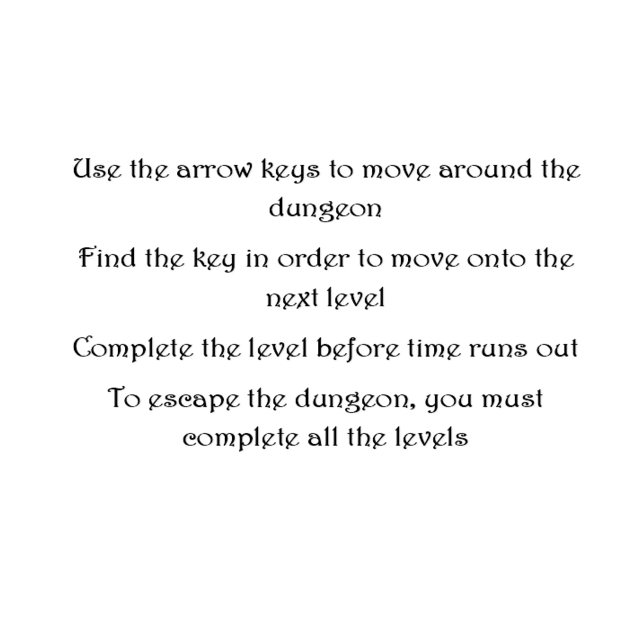 Use the arrow keys to move around the
dungeon
Find the key in order to move onto the
next level
Complete the level before time runs out
To escape the dungeon, you must
complete all the levels